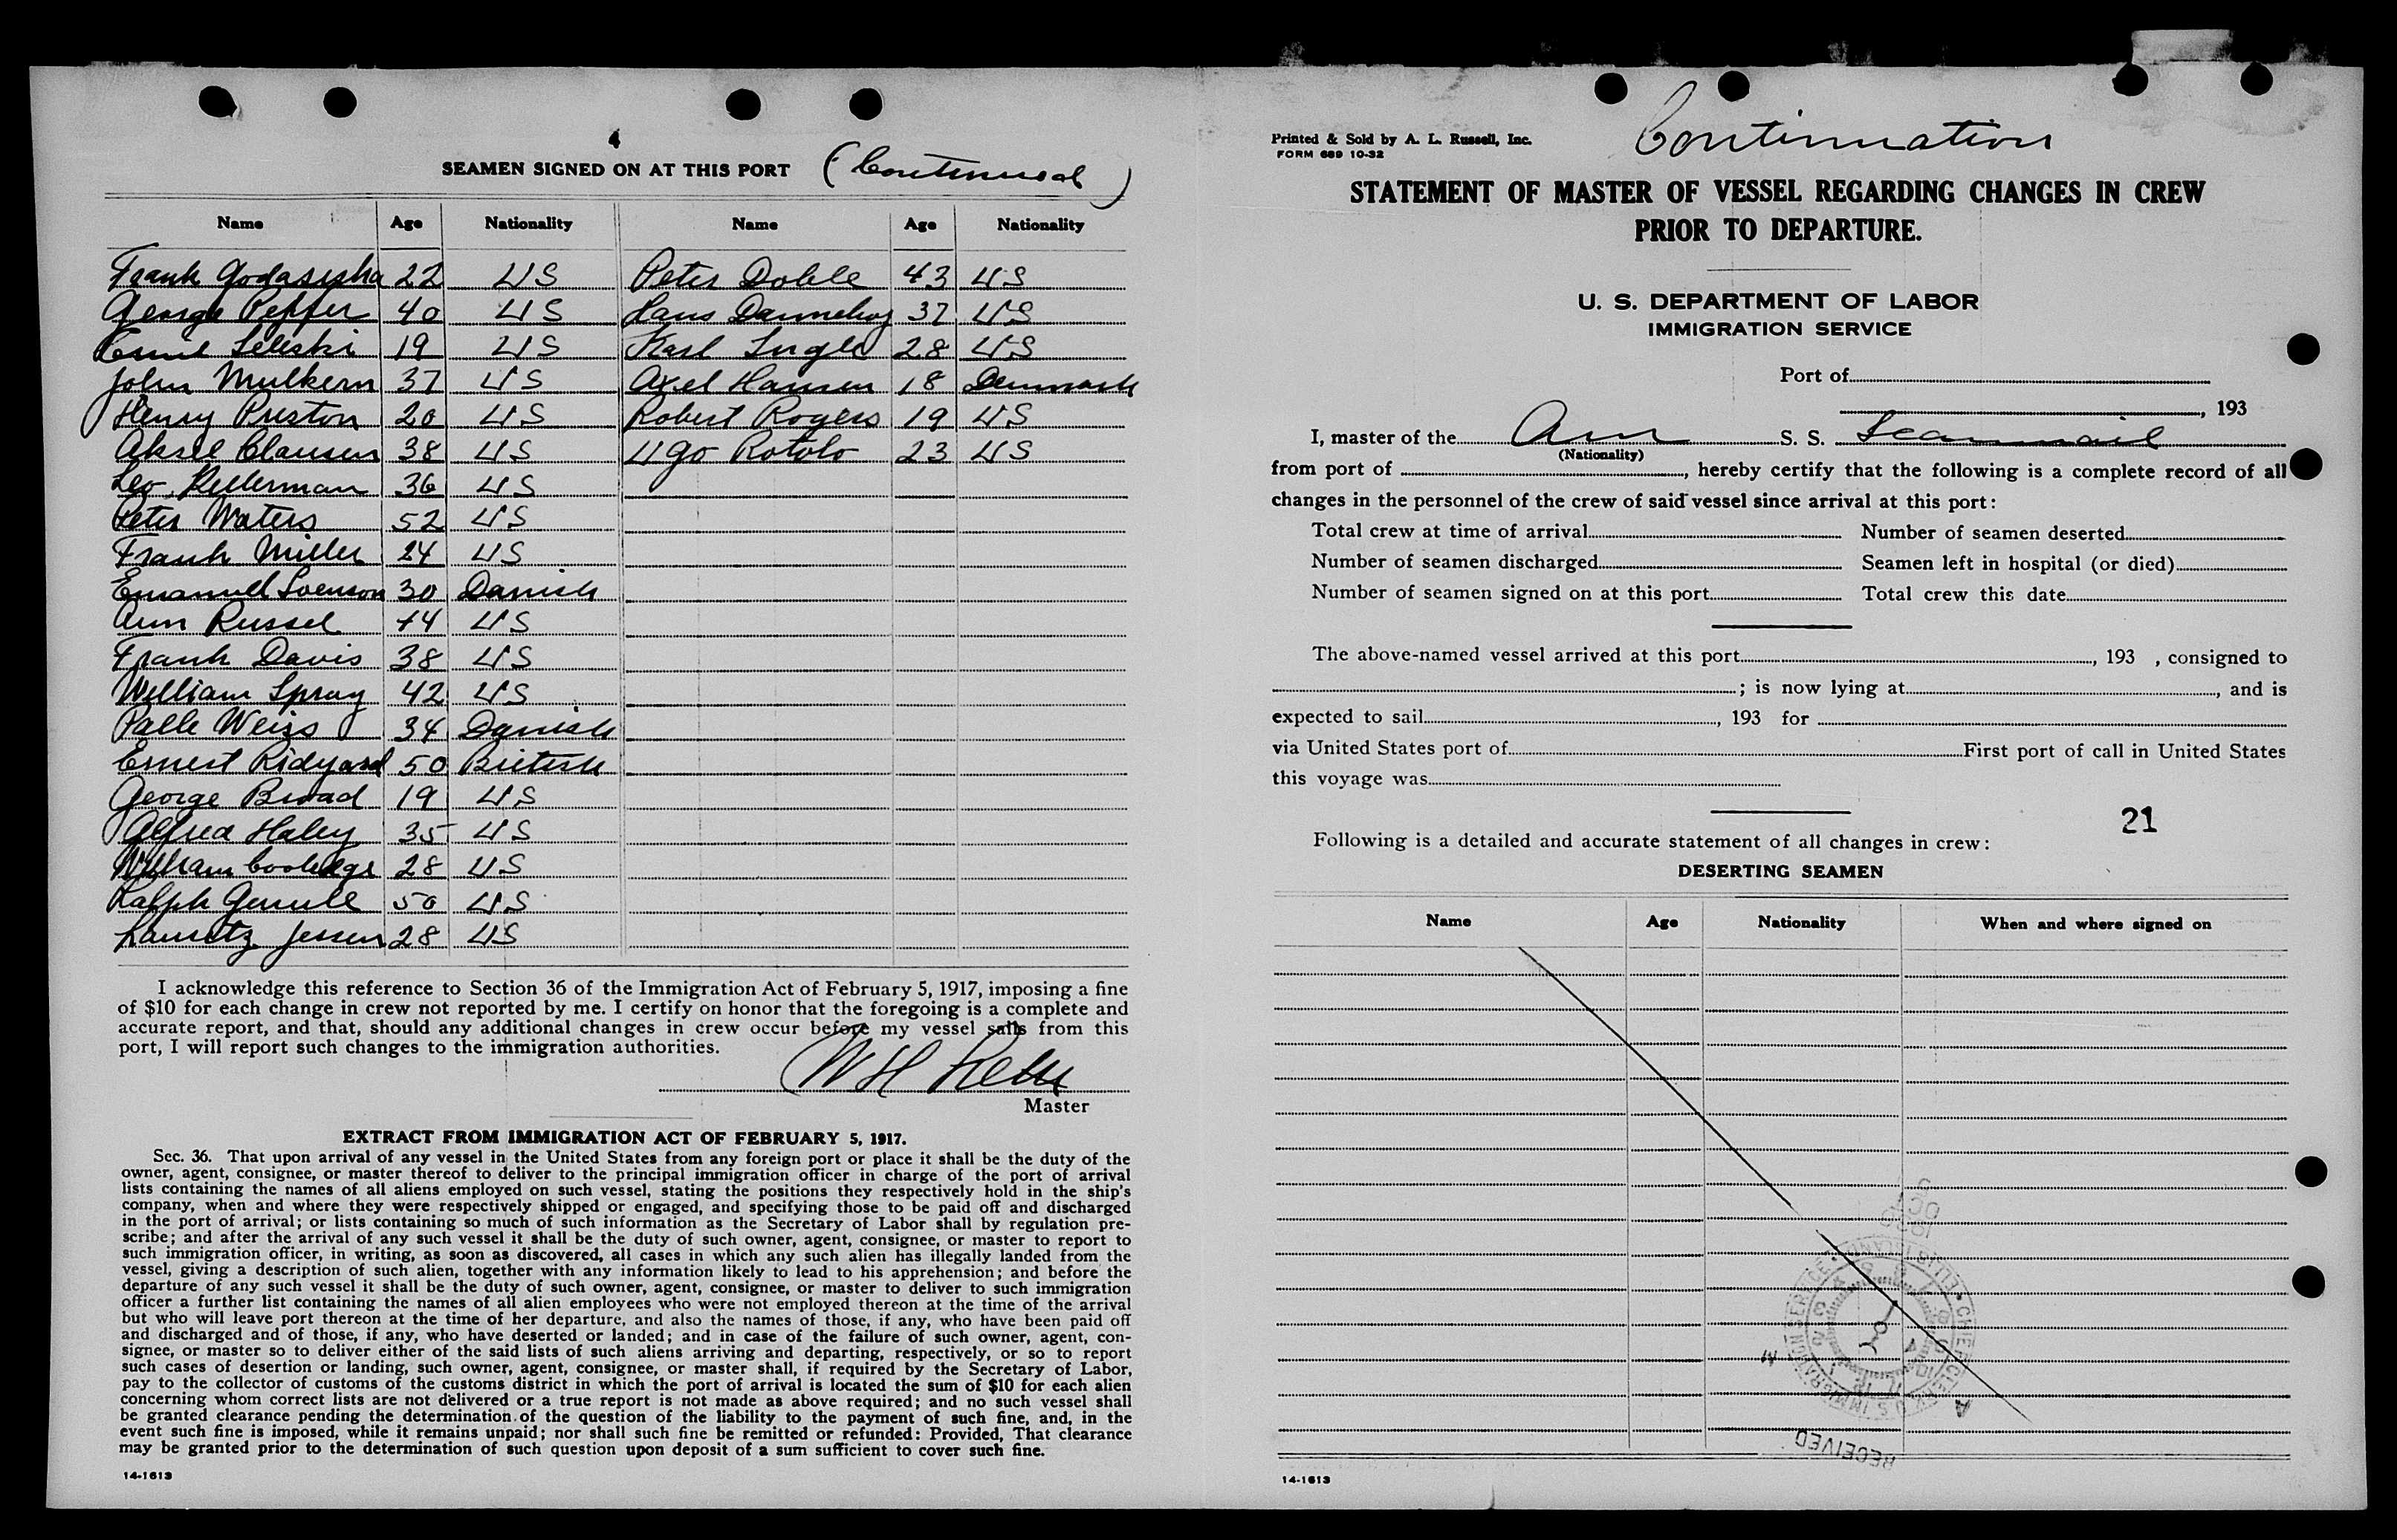 4
SEAMEN SIGNED ON AT THIS PORT (Continued)
Name Age Nationality Name Age Nationality
Frank 22 US Peter Doble 43 US
George Pepper 40 US Hans 37 US
Emil Leleski 19 US Karl 28 US
John Mulkern 37 US Axel Hansen 18 Denmark
Henry Preston 20 US Robert Rogers 19 US
Aksel Clausen 38 US Ugo Rotolo 23 US
Leo Kellerman 36 US
Peter Waters 52 US
Frank Miller 24 US
Emanuel Svenson 30 Danish
Ann Russel 44 US
Frank Davis 38 US
William Spray 42 US
Palle Weiss 34 Danish
Ernest Ridyard 50 British
George Broad 19 US
Alfred Haley 35 US
William 28 US
Ralph 50 US
Lauretz Jessen 28 US
I acknowledge this reference to Section 36 of the Immigration Act of February 5, 1917, imposing a fine
of $10 for each change in crew not reported by me. I certify on honor that the foregoing is a complete and
accurate report, and that, should any additional changes in crew occur before my vessel sails from this
port, I will report such changes to the immigration authorities.
W H
Master
EXTRACT FROM IMMIGRATION ACT OF FEBRUARY 5, 1917.
Sec. 36. That upon arrival of any vessel in the United States from any foreign port or place it shall be the duty of the
owner, agent, consignee, or master thereof to deliver to the principal immigration officer in charge of the port of arrival
lists containing the names of all aliens employed on such vessel, stating the positions they respectively hold in the ship's
company, when and where they were respectively shipped or engaged, and specifying those to be paid off and discharged
in the port of arrival; or lists containing so much of such information as the Secretary of Labor shall by regulation pre-
scribe; and after the arrival of any such vessel it shall be the duty of such owner, agent, consignee, or master to report to
such immigration officer, in writing, as soon as discovered, all cases in which any such alien has illegally landed from the
vessel, giving a description of such alien, together with any information likely to lead to his apprehension; and before the
departure of any such vessel it shall be the duty of such owner, agent, consignee, or master to deliver to such immigration
officer a further list containing the names of all alien employees who were not employed thereon at the time of the arrival
but who will leave port thereon at the time of her departure, and also the names of those, if any, who have been paid off
and discharged and of those, if any, who have deserted or landed; and in case of the failure of such owner, agent, con-
signee, or master so to deliver either of the said lists of such aliens arriving and departing, respectively, or so to report
such cases of desertion or landing, such owner, agent, consignee, or master shall, if required by the Secretary of Labor,
pay to the collector of customs of the customs district in which the port of arrival is located the sum of $10 for each alien
concerning whom correct lists are not delivered or a true report is not made as above required; and no such vessel shall
be granted clearance pending the determination of the question of the liability to the payment of such fine, and, in the
event such fine is imposed, while it remains unpaid; nor shall such fine be remitted or refunded: Provided, That clearance
may be granted prior to the determination of such question upon deposit of a sum sufficient to cover such fine.
14-1613
Printed & Sold by A. L. Russell, Inc.
FORM 689 10-32
Continuation
STATEMENT OF MASTER OF VESSEL REGARDING CHANGES IN CREW
PRIOR TO DEPARTURE.
U. S. DEPARTMENT OF LABOR
IMMIGRATION SERVICE
Port of
, 193
I, master of the Am S. S. Scanmail
(Nationality)
from port of , hereby certify that the following is a complete record of all
changes in the personnel of the crew of said vessel since arrival at this port:
Total crew at time of arrival Number of seamen deserted
Number of seamen discharged Seamen left in hospital (or died)
Number of seamen signed on at this port Total crew this date
The above-named vessel arrived at this port , 193 , consigned to
; is now lying at , and is
expected to sail , 193 for
via United States port of First port of call in United States
this voyage was
21
Following is a detailed and accurate statement of all changes in crew:
DESERTING SEAMEN
Name Age Nationality When and where signed on
RECEIVED
14-1613